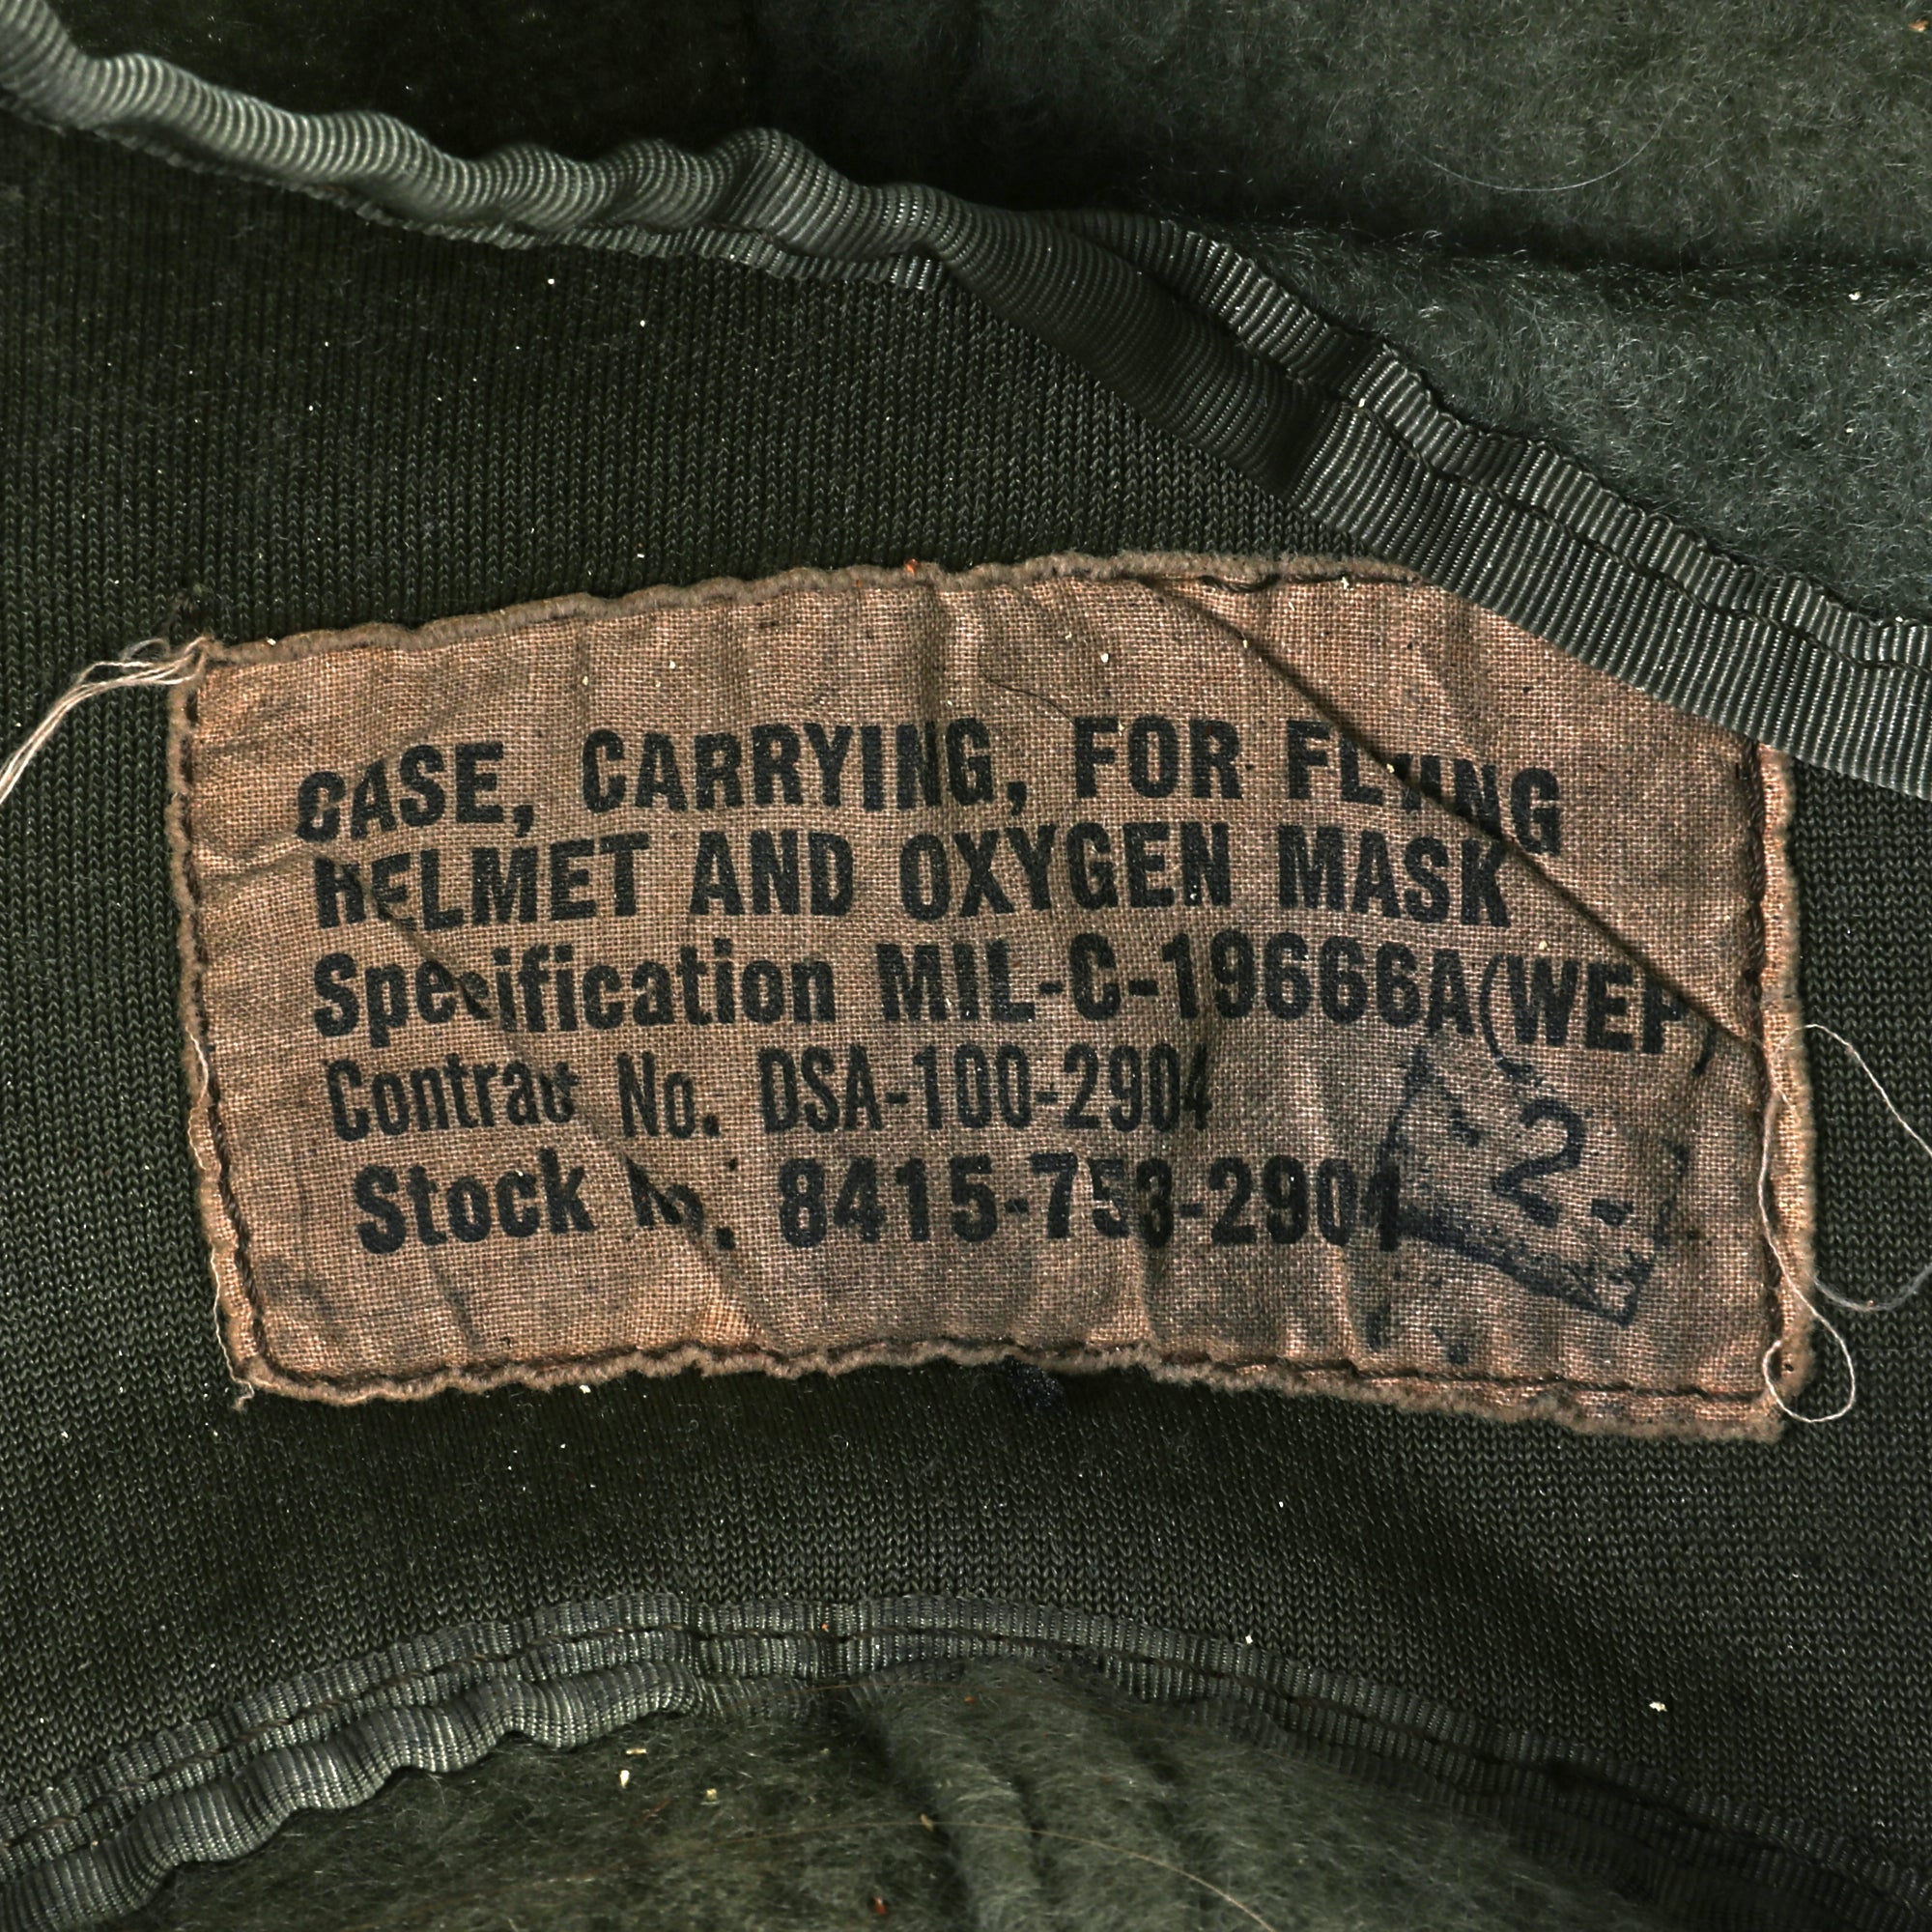 CASE, CARRYING, FOR FLYING
HELMET AND OXYGEN MASK
Specification MIL-C-19666A(WEP)
Contract No. DSA-100-2904
Stock No. 8415-753-2901
2